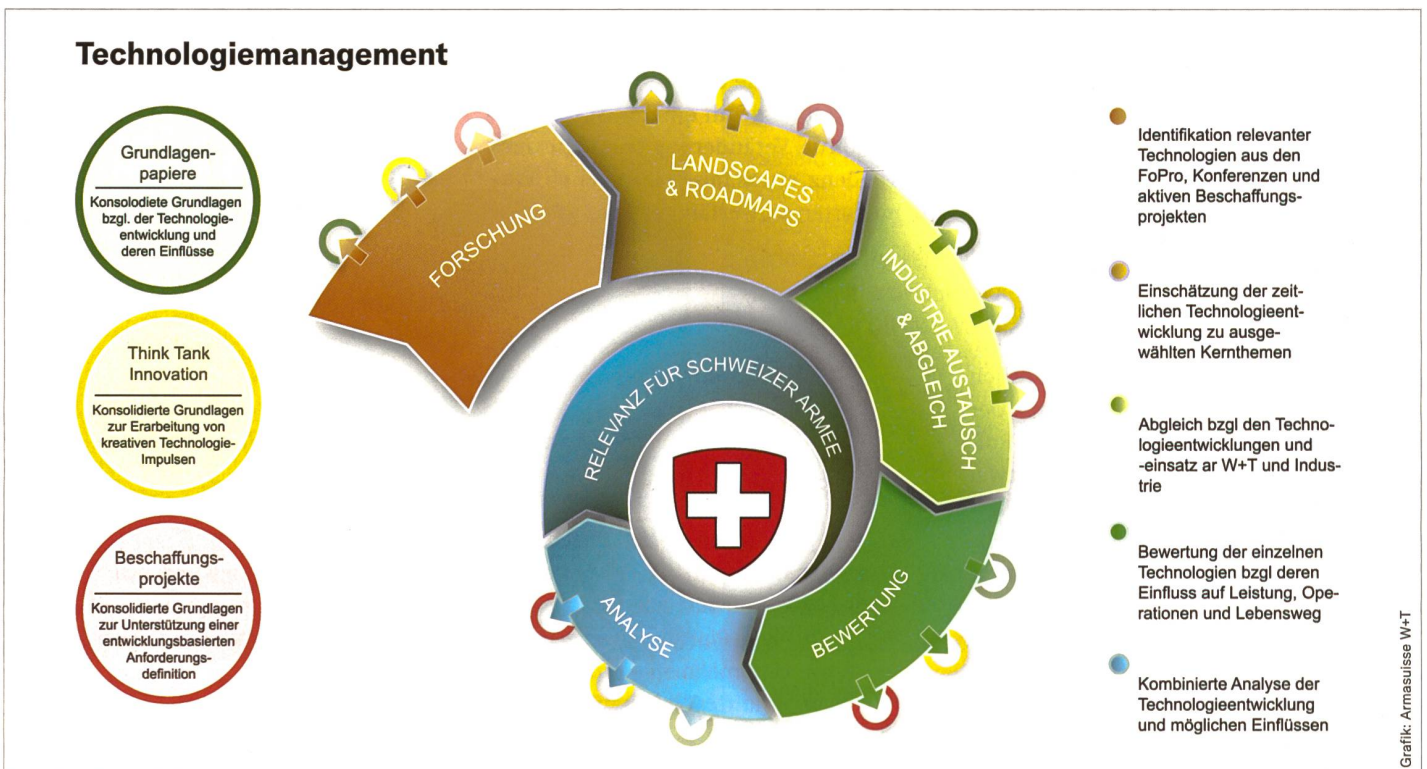 Technologiemanagement
Grundlagen-
papiere
Konsolodiete Grundlagen
bzgl. der Technologie-
entwicklung und
deren Einflüsse
Think Tank
Innovation
Konsolidierte Grundlagen
zur Erarbeitung von
kreativen Technologie-
Impulsen
Beschaffungs-
projekte
Konsolidierte Grundlagen
zur Unterstützung einer
entwicklungsbasierten
Anforderungs-
definition
FORSCHUNG
LANDSCAPES
& ROADMAPS
INDUSTRIE AUSTAUSCH
& ABGLEICH
BEWERTUNG
ANALYSE
RELEVANZ FÜR SCHWEIZER ARMEE
Identifikation relevanter
Technologien aus den
FoPro, Konferenzen und
aktiven Beschaffungs-
projekten
Einschätzung der zeit-
lichen Technologieent-
wicklung zu ausge-
wählten Kernthemen
Abgleich bzgl den Techno-
logieentwicklungen und
-einsatz ar W+T und Indus-
trie
Bewertung der einzelnen
Technologien bzgl deren
Einfluss auf Leistung, Ope-
rationen und Lebensweg
Kombinierte Analyse der
Technologieentwicklung
und möglichen Einflüssen
Grafik: Armasuisse W+T